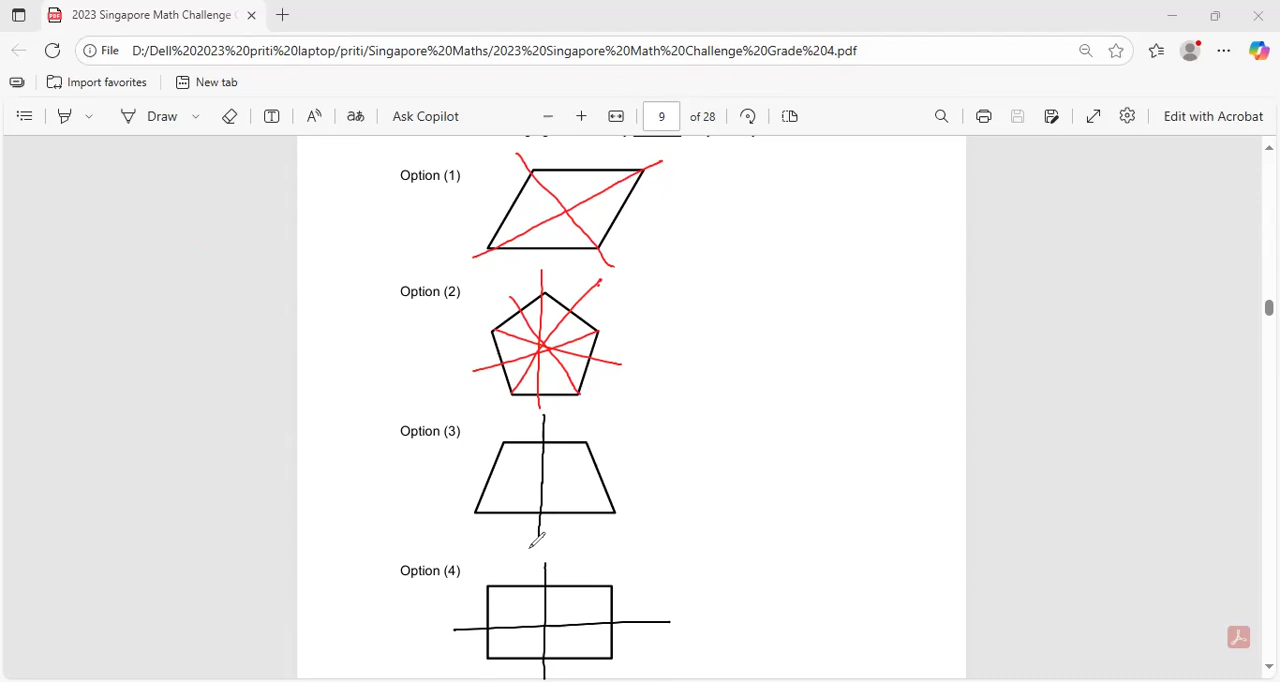 2023 Singapore Math Challenge
File
D:/Dell%202023%20priti%20laptop/priti/Singapore%20Maths/2023%20Singapore%20Math%20Challenge%20Grade%204.pdf
Import favorites
New tab
Draw
aあ
Ask Copilot
9
of 28
Edit with Acrobat
Option (1)
Option (2)
Option (3)
Option (4)